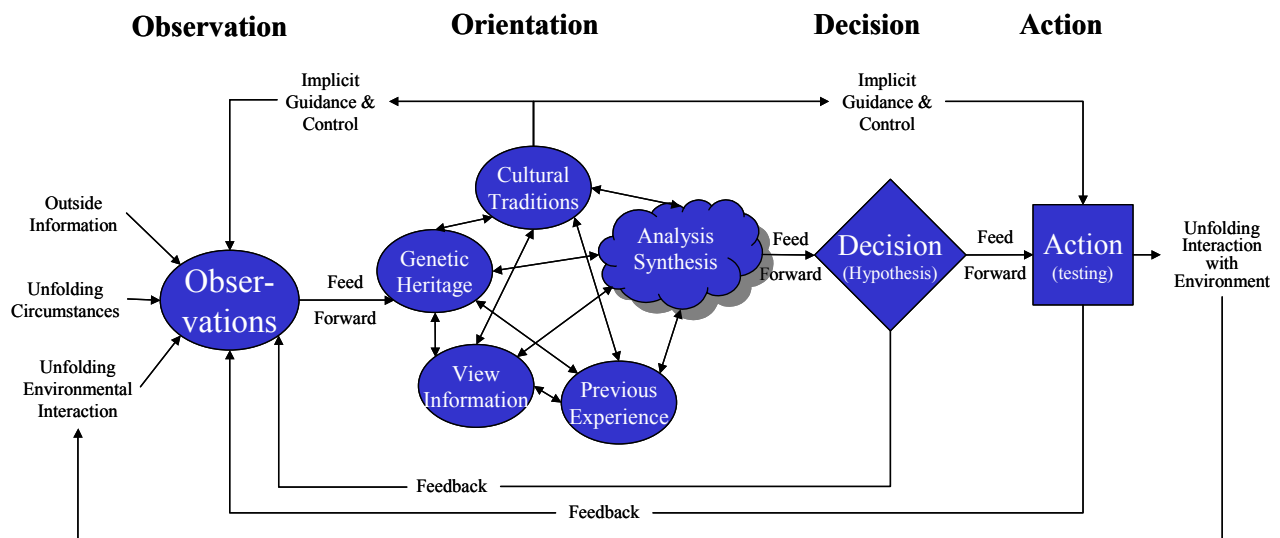 Observation
Orientation
Decision
Action
Implicit
Guidance &
Control
Implicit
Guidance &
Control
Cultural
Traditions
Outside
Information
Genetic
Heritage
Analysis
Synthesis
Feed
Forward
Decision
(Hypothesis)
Feed
Forward
Action
(testing)
Unfolding
Interaction
with
Environment
Obser-
vations
Feed
Forward
Unfolding
Circumstances
Unfolding
Environmental
Interaction
View
Information
Previous
Experience
Feedback
Feedback